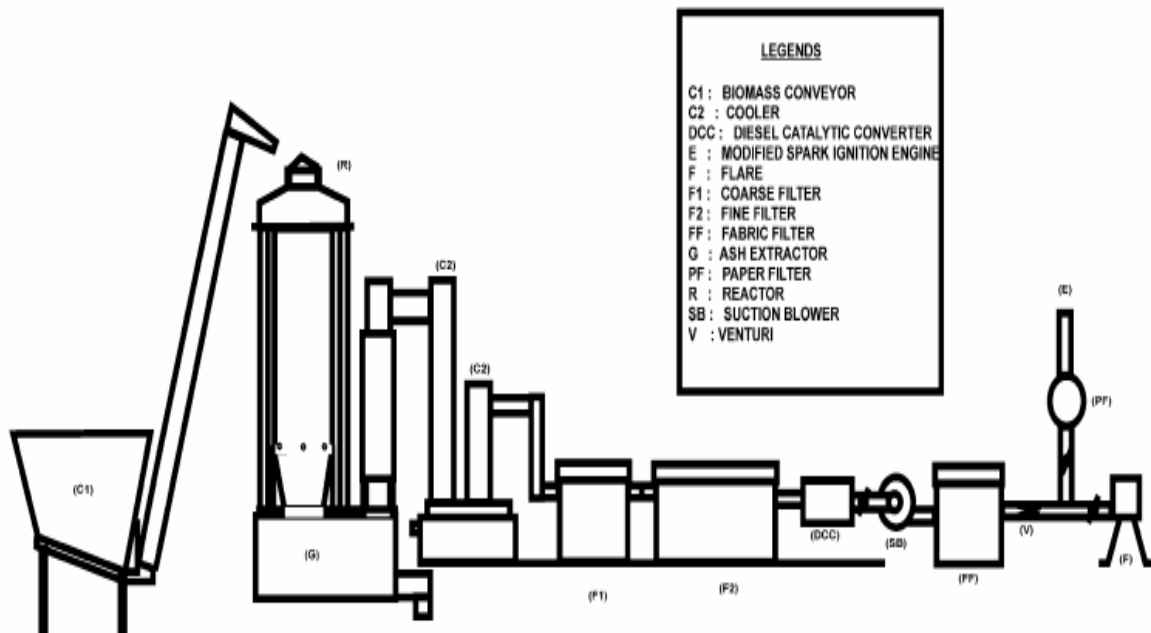 LEGENDS
C1 : BIOMASS CONVEYOR
C2 : COOLER
DCC : DIESEL CATALYTIC CONVERTER
E : MODIFIED SPARK IGNITION ENGINE
F : FLARE
F1 : COARSE FILTER
F2 : FINE FILTER
FF : FABRIC FILTER
G : ASH EXTRACTOR
PF : PAPER FILTER
R : REACTOR
SB : SUCTION BLOWER
V : VENTURI
(R)
(C2)
(E)
(C2)
(PF)
(C1)
(G)
(DCC)
(SB)
(V)
(F)
(F1)
(F2)
(FF)